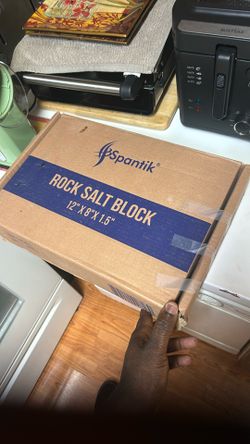 Spantik®
ROCK SALT BLOCK
12" X 8" X 1.5"